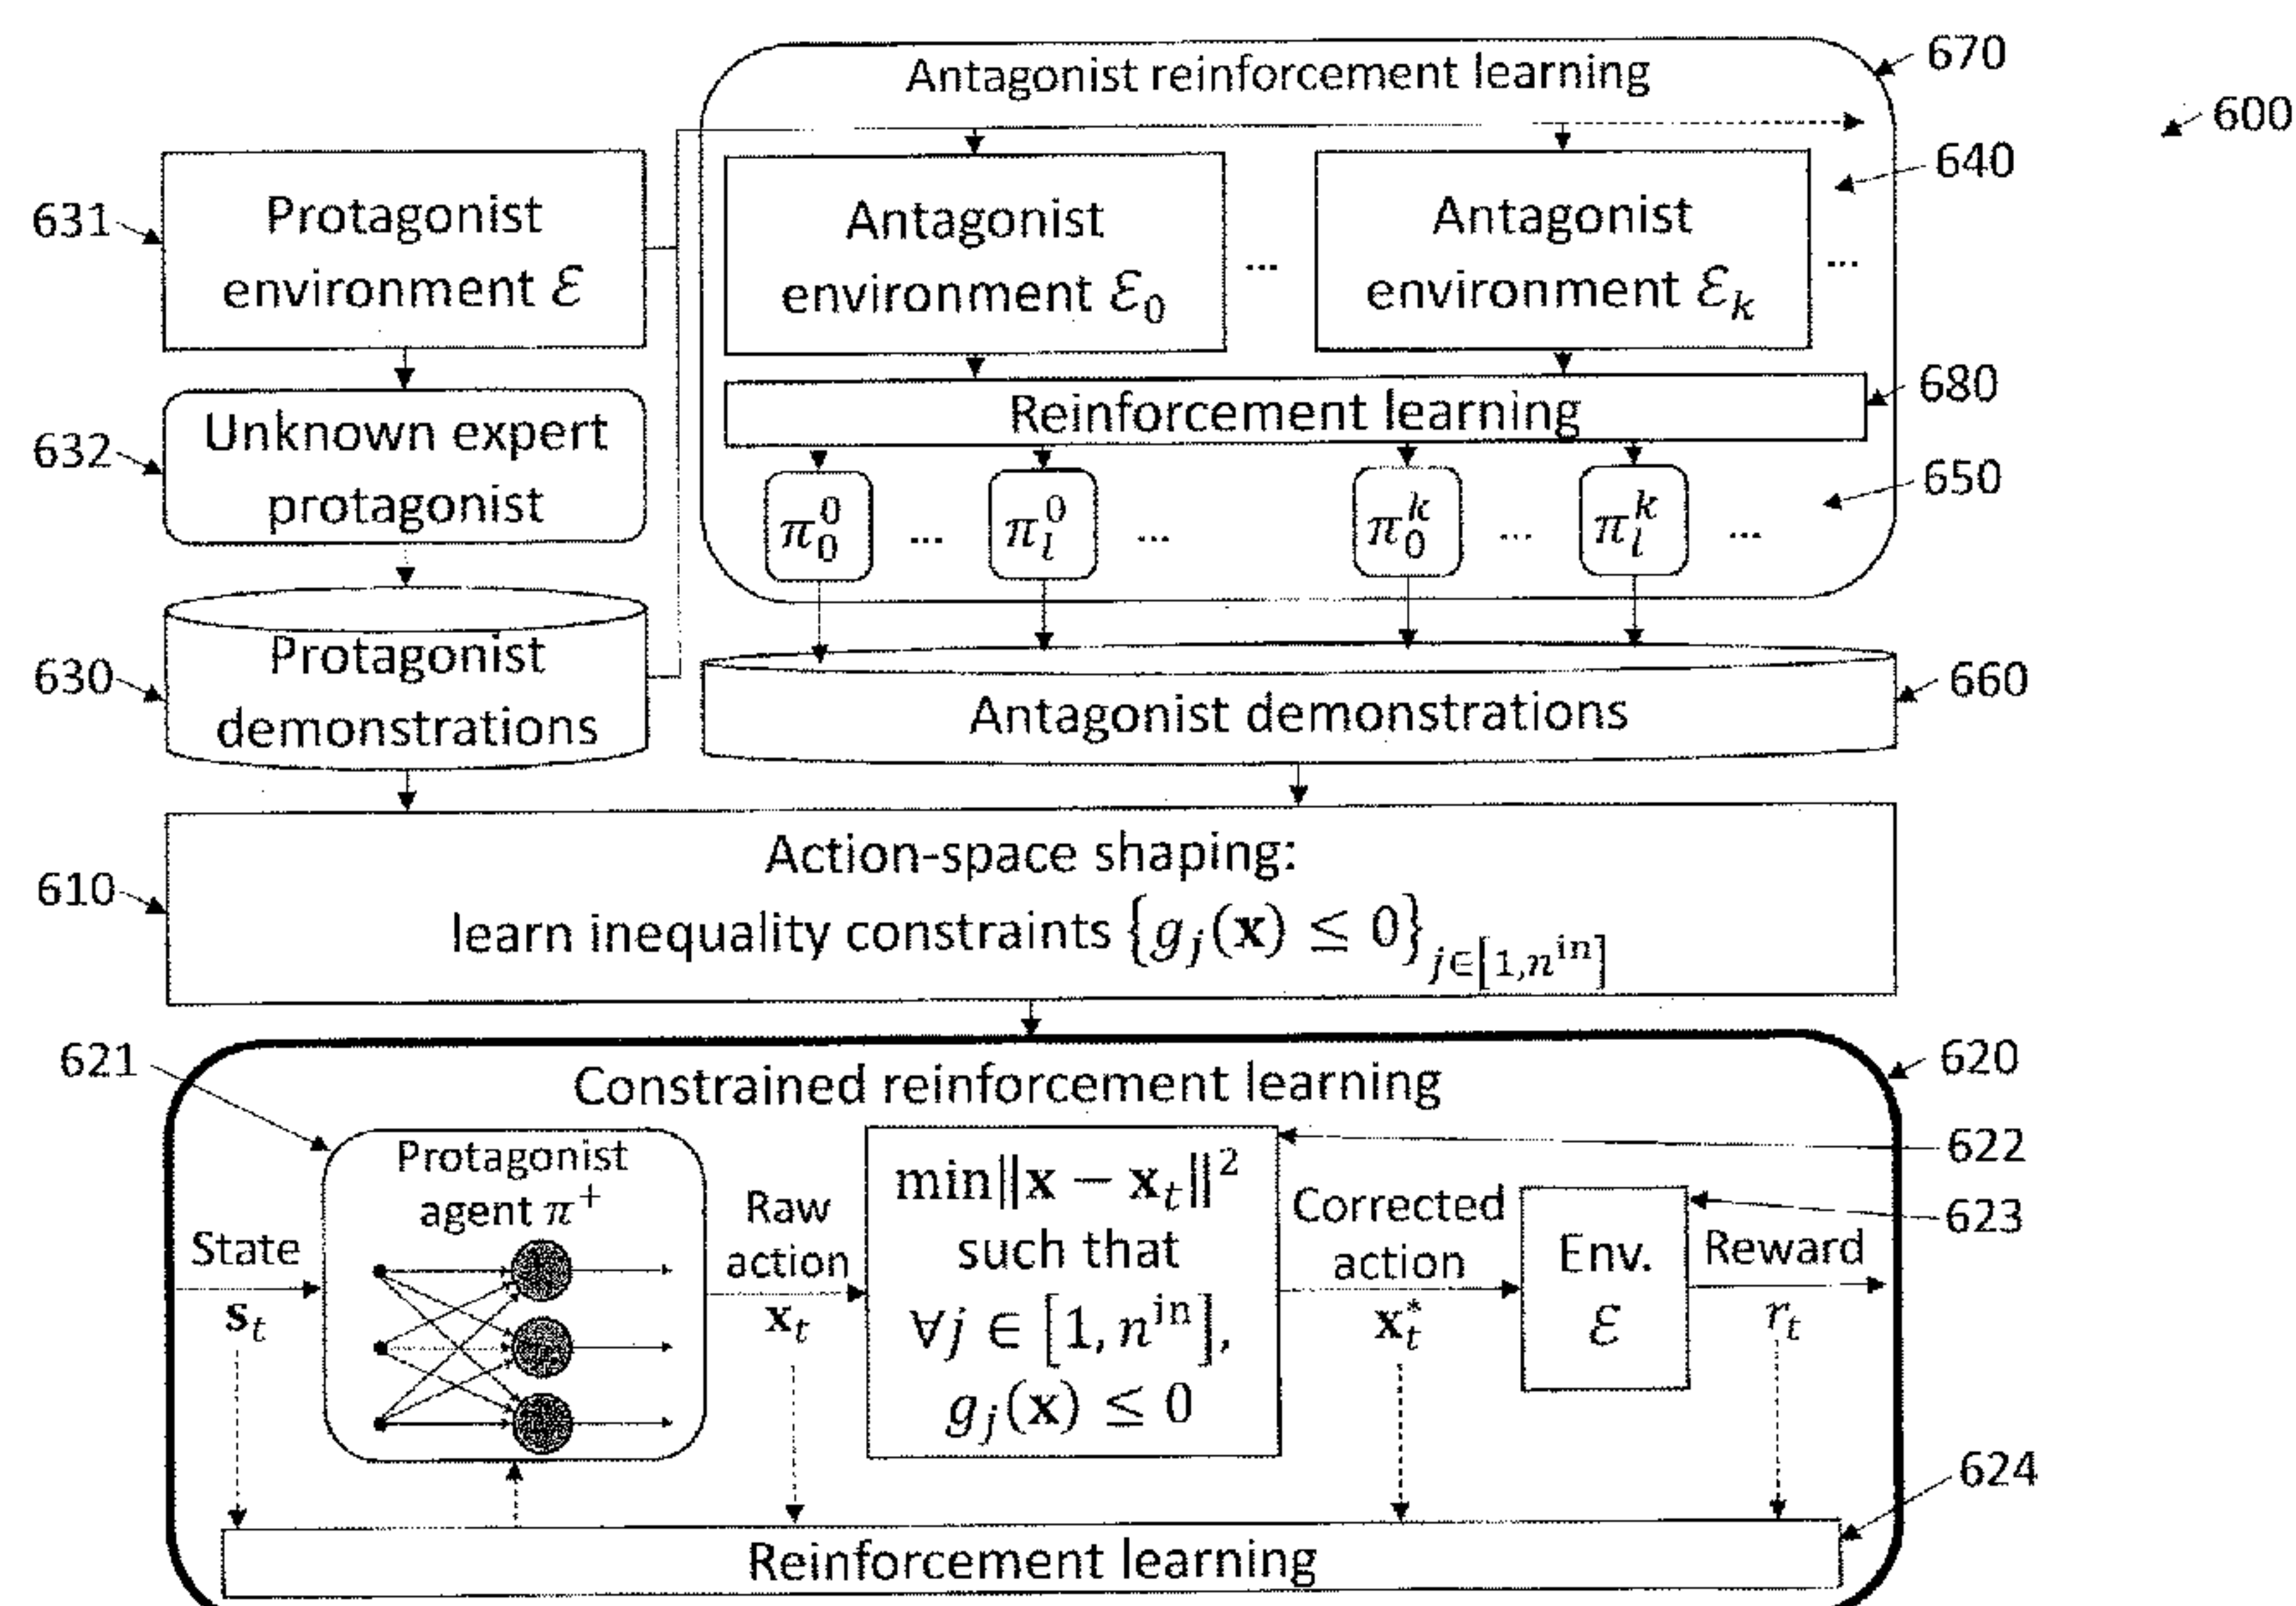 Antagonist reinforcement learning
670
600
631
Protagonist
environment ℰ
Antagonist
environment ℰ₀
...
Antagonist
environment ℰₖ
...
640
632
Unknown expert
protagonist
Reinforcement learning
680
π₀⁰
...
πₗ⁰
...
π₀ᵏ
...
πₗᵏ
...
650
630
Protagonist
demonstrations
Antagonist demonstrations
660
610
Action-space shaping:
learn inequality constraints {gⱼ(𝐱) ≤ 0}_{j∈[1,n^{in}]}
621
Constrained reinforcement learning
620
State
𝐬ₜ
Protagonist
agent π⁺
Raw
action
𝐱ₜ
min‖𝐱 − 𝐱ₜ‖²
such that
∀j ∈ [1, n^{in}],
gⱼ(𝐱) ≤ 0
622
Corrected
action
𝐱ₜ*
Env.
ℰ
623
Reward
rₜ
Reinforcement learning
624